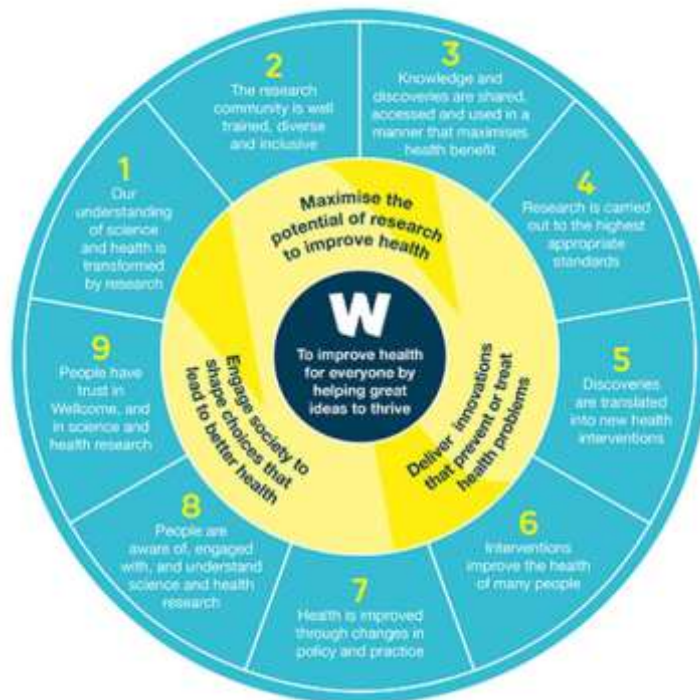 1
Our
understanding
of science
and health is
transformed
by research
2
The research
community is well
trained, diverse
and inclusive
3
Knowledge and
discoveries are shared,
accessed and used in a
manner that maximises
health benefit
4
Research is carried
out to the highest
appropriate
standards
5
Discoveries
are translated
into new health
interventions
6
Interventions
improve the health
of many people
7
Health is improved
through changes in
policy and practice
8
People are
aware of, engaged
with, and understand
science and health
research
9
People have
trust in
Wellcome, and
in science and
health research
Maximise the
potential of research
to improve health
Deliver innovations
that prevent or treat
health problems
Engage society to
shape choices that
lead to better health
W
To improve health
for everyone by
helping great
ideas to thrive